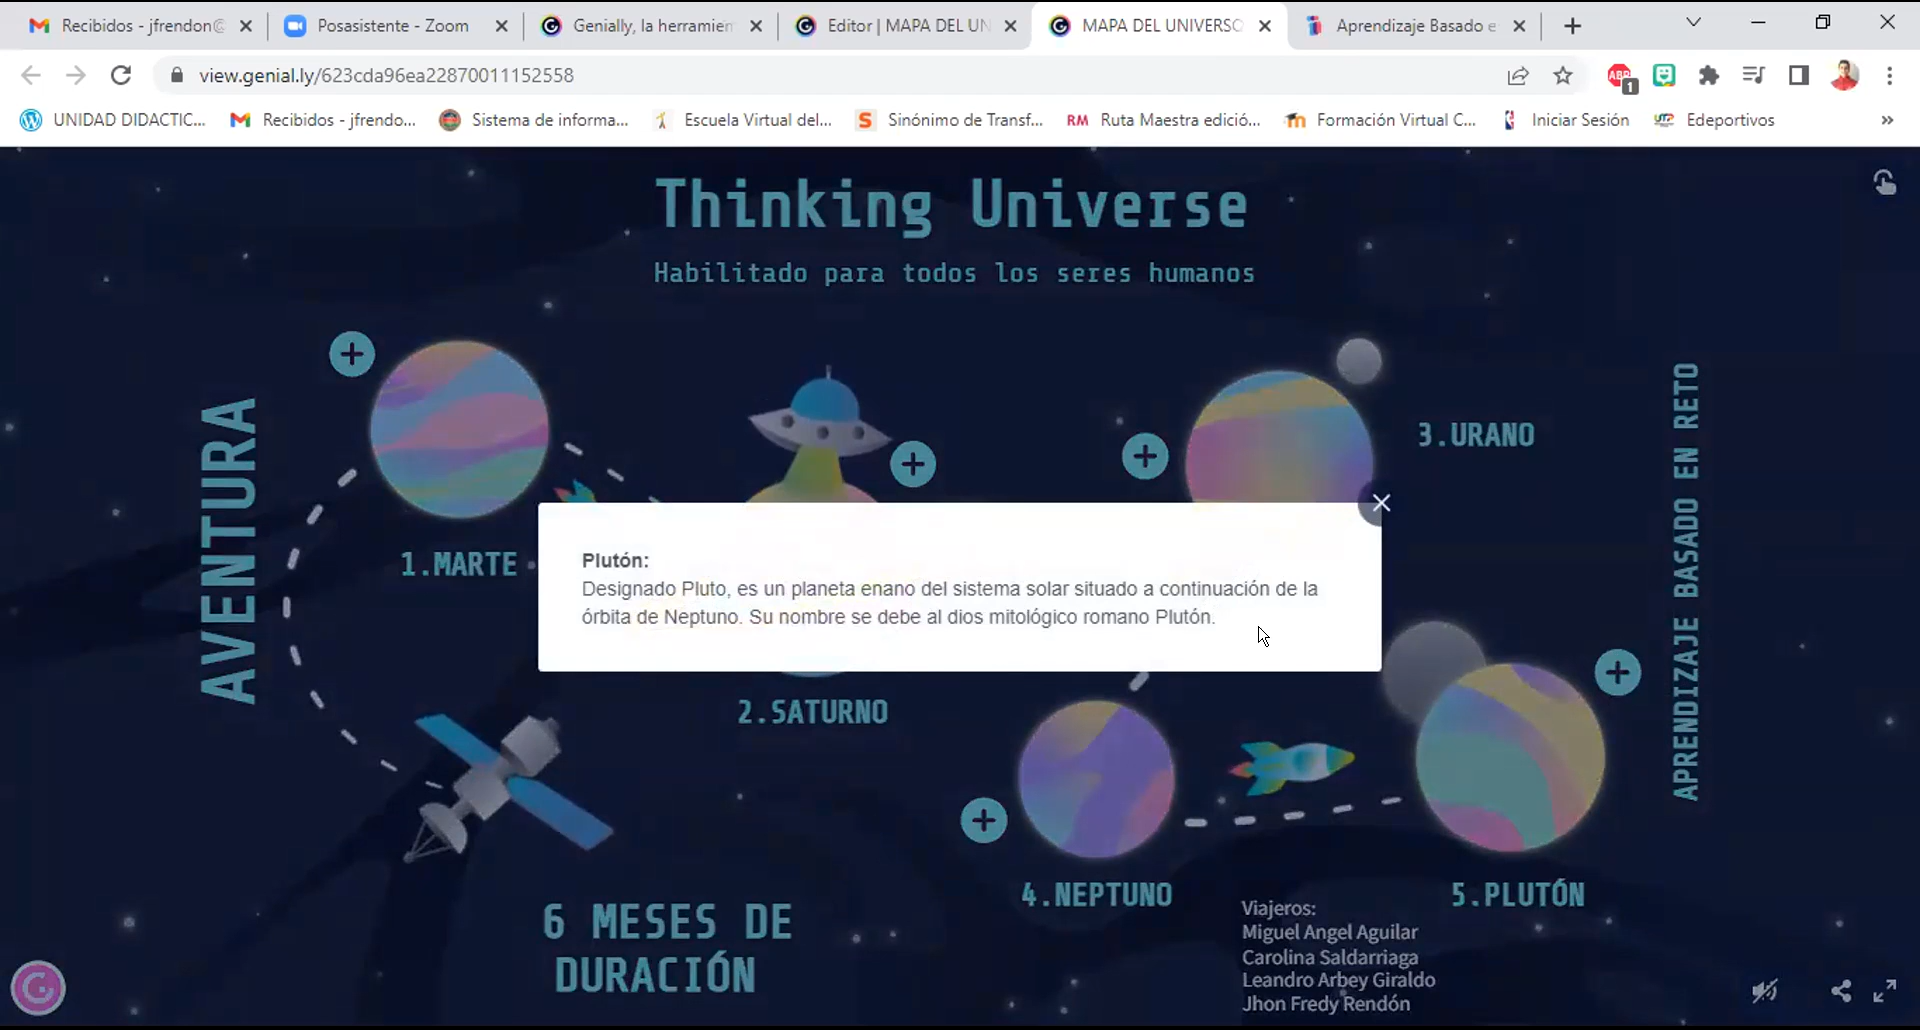 Recibidos - jfrendon@
Posasistente - Zoom
Genially, la herramien
Editor | MAPA DEL UN
MAPA DEL UNIVERSO
Aprendizaje Basado e
view.genial.ly/623cda96ea22870011152558
ABP
1
UNIDAD DIDACTIC...
Recibidos - jfrendo...
Sistema de informa...
Escuela Virtual del...
S
Sinónimo de Transf...
RM
Ruta Maestra edició...
Formación Virtual C...
Iniciar Sesión
Edeportivos
»
Thinking Universe
Habilitado para todos los seres humanos
AVENTURA
1.MARTE
3.URANO
APRENDIZAJE BASADO EN RETO
Plutón:
Designado Pluto, es un planeta enano del sistema solar situado a continuación de la
órbita de Neptuno. Su nombre se debe al dios mitológico romano Plutón.
2.SATURNO
4.NEPTUNO
5.PLUTÓN
6 MESES DE
DURACIÓN
Viajeros:
Miguel Angel Aguilar
Carolina Saldarriaga
Leandro Arbey Giraldo
Jhon Fredy Rendón